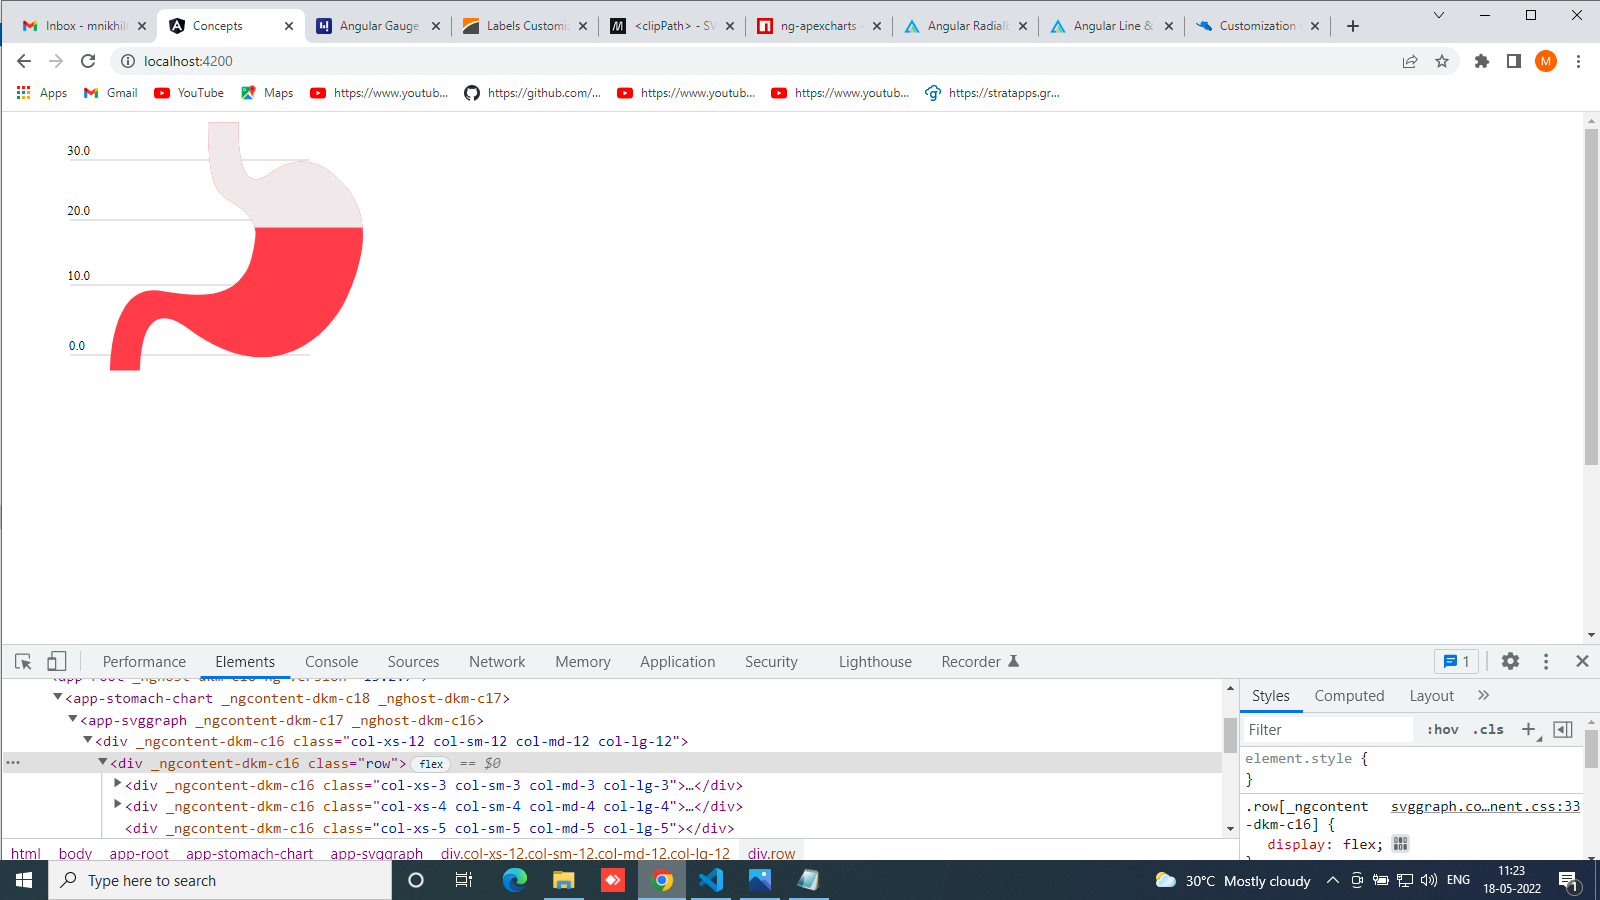 Inbox - mnikhil
Concepts
Angular Gauge
Labels Customiz
<clipPath> - SV
ng-apexcharts -
Angular Radialb
Angular Line &
Customization
localhost:4200
M
Apps
Gmail
YouTube
Maps
https://www.youtub...
https://github.com/...
https://www.youtub...
https://www.youtub...
https://stratapps.gr...
30.0
20.0
10.0
0.0
Performance
Elements
Console
Sources
Network
Memory
Application
Security
Lighthouse
Recorder
1
<app-stomach-chart _ngcontent-dkm-c18 _nghost-dkm-c17>
<app-svggraph _ngcontent-dkm-c17 _nghost-dkm-c16>
<div _ngcontent-dkm-c16 class="col-xs-12 col-sm-12 col-md-12 col-lg-12">
<div _ngcontent-dkm-c16 class="row"> flex == $0
<div _ngcontent-dkm-c16 class="col-xs-3 col-sm-3 col-md-3 col-lg-3">…</div>
<div _ngcontent-dkm-c16 class="col-xs-4 col-sm-4 col-md-4 col-lg-4">…</div>
<div _ngcontent-dkm-c16 class="col-xs-5 col-sm-5 col-md-5 col-lg-5"></div>
html body app-root app-stomach-chart app-svggraph div.col-xs-12.col-sm-12.col-md-12.col-lg-12 div.row
Styles
Computed
Layout
Filter
:hov
.cls
element.style {
}
.row[_ngcontent svggraph.co…nent.css:33
-dkm-c16] {
display: flex;
Type here to search
30°C Mostly cloudy
ENG
11:23
18-05-2022
1